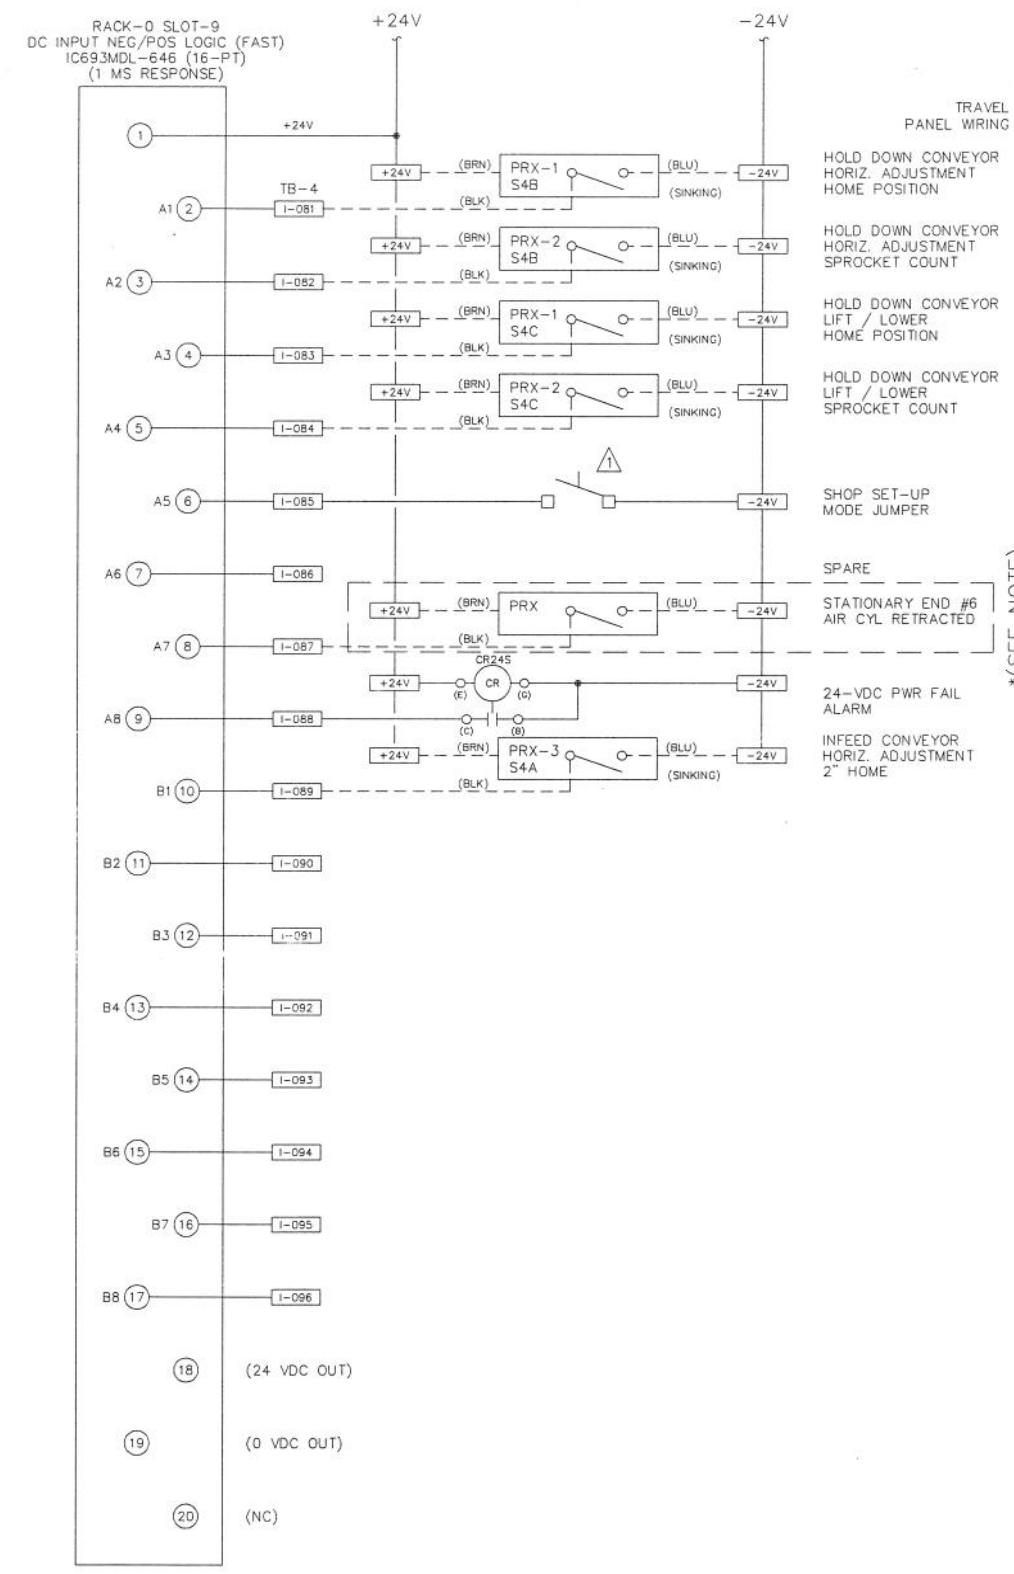 RACK-0 SLOT-9
DC INPUT NEG/POS LOGIC (FAST)
IC693MDL-646 (16-PT)
(1 MS RESPONSE)
+24V
-24V
TRAVEL
PANEL WIRING
1
+24V
+24V
(BRN)
PRX-1
S4B
(BLU)
(SINKING)
-24V
HOLD DOWN CONVEYOR
HORIZ. ADJUSTMENT
HOME POSITION
A1 2
TB-4
I-081
(BLK)
+24V
(BRN)
PRX-2
S4B
(BLU)
(SINKING)
-24V
HOLD DOWN CONVEYOR
HORIZ. ADJUSTMENT
SPROCKET COUNT
A2 3
I-082
(BLK)
+24V
(BRN)
PRX-1
S4C
(BLU)
(SINKING)
-24V
HOLD DOWN CONVEYOR
LIFT / LOWER
HOME POSITION
A3 4
I-083
(BLK)
+24V
(BRN)
PRX-2
S4C
(BLU)
(SINKING)
-24V
HOLD DOWN CONVEYOR
LIFT / LOWER
SPROCKET COUNT
A4 5
I-084
(BLK)
1
A5 6
I-085
-24V
SHOP SET-UP
MODE JUMPER
A6 7
I-086
SPARE
+24V
(BRN)
PRX
(BLU)
-24V
STATIONARY END #6
AIR CYL RETRACTED
*(SEE NOTE)
A7 8
I-087
(BLK)
+24V
CR24S
CR
(E)
(G)
-24V
24-VDC PWR FAIL
ALARM
A8 9
I-088
(C)
(B)
+24V
(BRN)
PRX-3
S4A
(BLU)
(SINKING)
-24V
INFEED CONVEYOR
HORIZ. ADJUSTMENT
2" HOME
B1 10
I-089
(BLK)
B2 11
I-090
B3 12
I-091
B4 13
I-092
B5 14
I-093
B6 15
I-094
B7 16
I-095
B8 17
I-096
18
(24 VDC OUT)
19
(0 VDC OUT)
20
(NC)